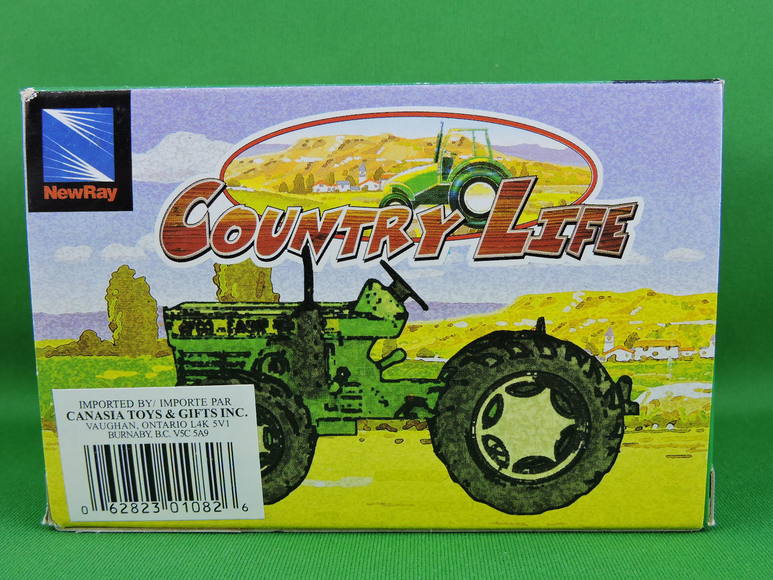 NewRay
COUNTRY LIFE
IMPORTED BY/ IMPORTE PAR
CANASIA TOYS & GIFTS INC.
VAUGHAN, ONTARIO L4K 5V1
BURNABY, B.C. V5C 5A9
0 62823 01082 6